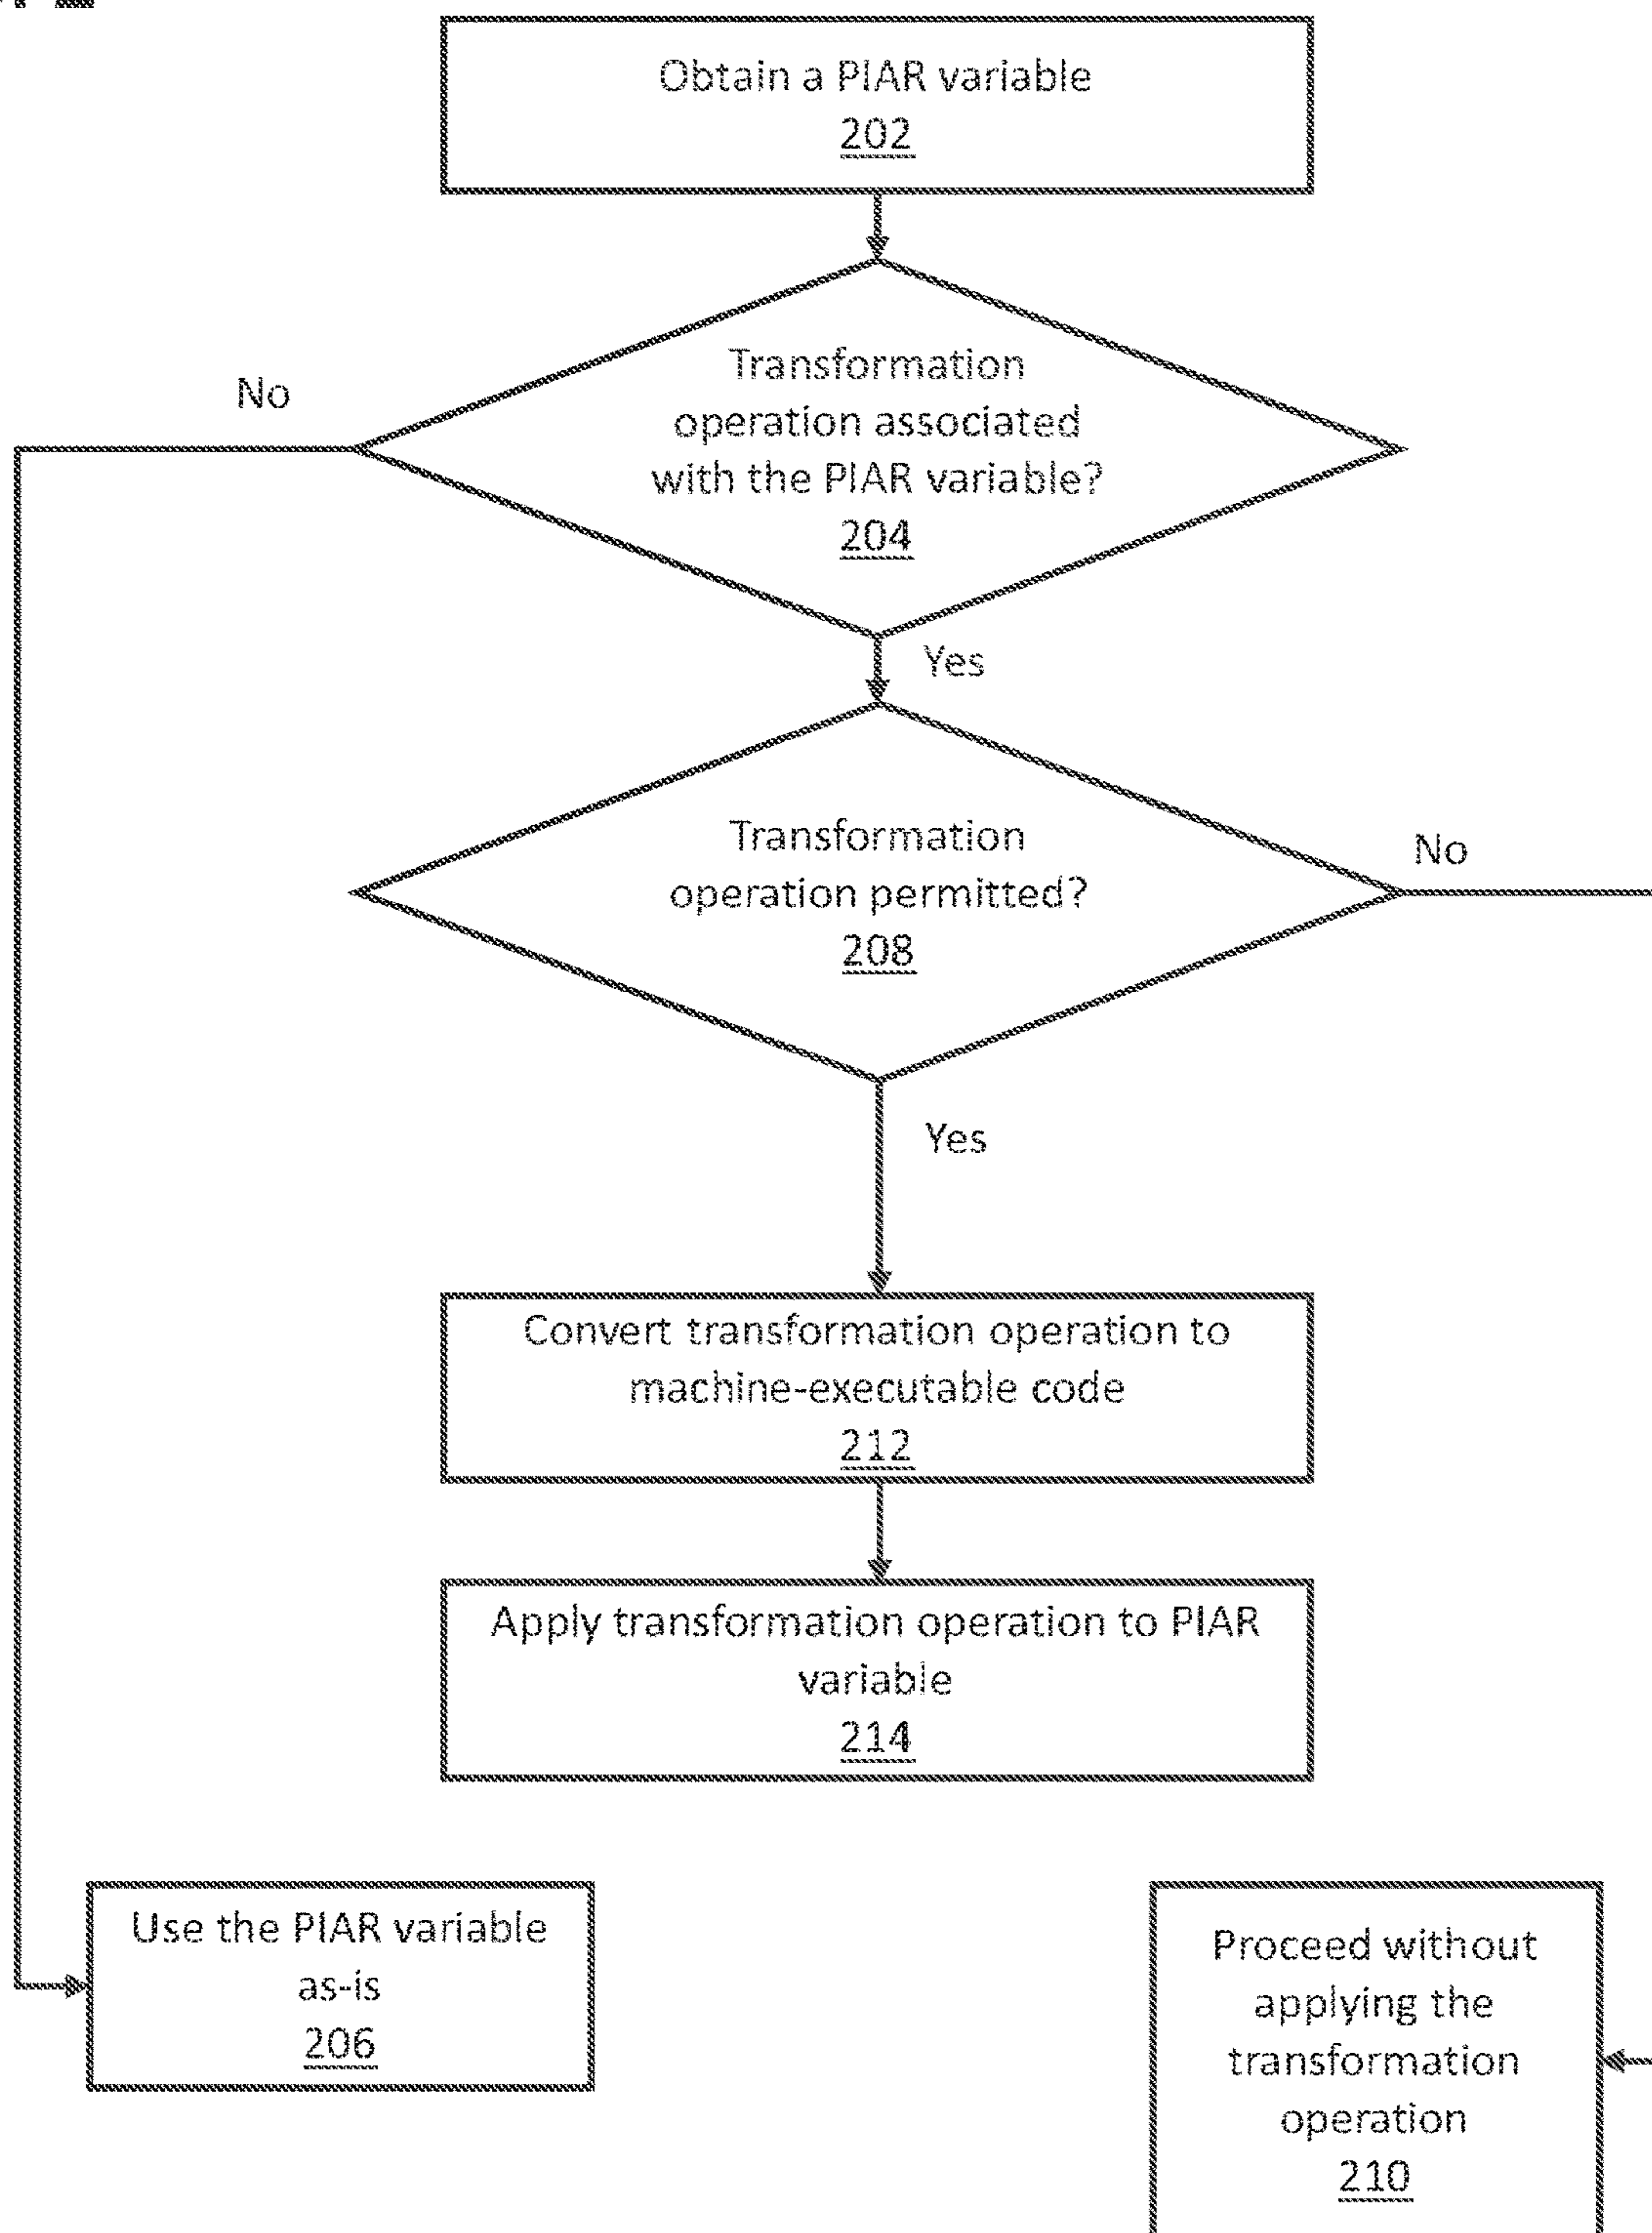 Obtain a PIAR variable
202
Transformation
operation associated
with the PIAR variable?
204
No
Yes
Transformation
operation permitted?
208
No
Yes
Convert transformation operation to
machine-executable code
212
Apply transformation operation to PIAR
variable
214
Use the PIAR variable
as-is
206
Proceed without
applying the
transformation
operation
210